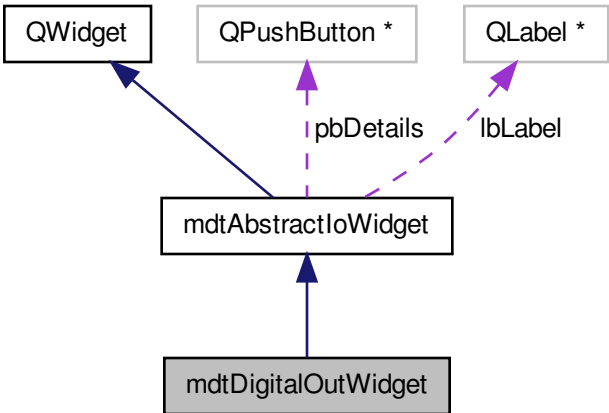 QWidget
QPushButton *
QLabel *
pbDetails
lbLabel
mdtAbstractIoWidget
mdtDigitalOutWidget